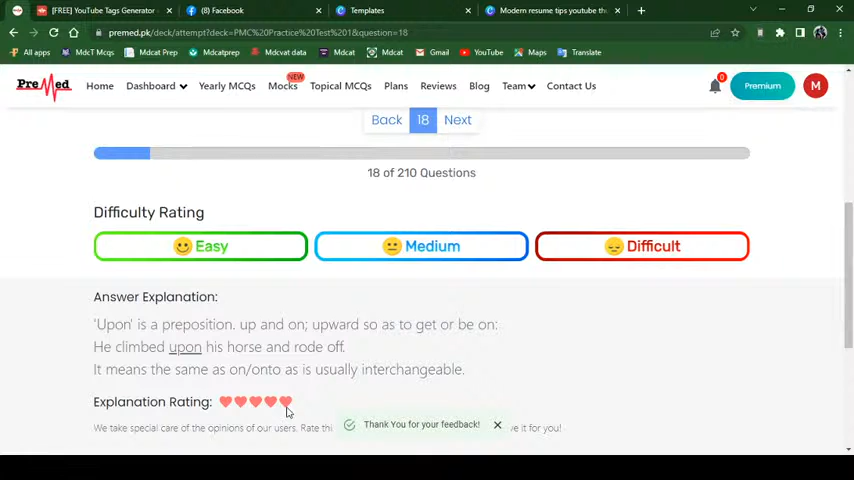 [FREE] YouTube Tags Generator
(8) Facebook
Templates
Modern resume tips youtube th
premed.pk/deck/attempt?deck=PMC%20Practice%20Test%201&question=18
All apps
MdcT Mcqs
Mdcat Prep
Mdcat Prep
Mdcvat data
Mdcat
Mdcat
Gmail
YouTube
Maps
Translate
PreMed
Home
Dashboard
Yearly MCQs
Mocks
NEW
Topical MCQs
Plans
Reviews
Blog
Team
Contact Us
0
Premium
M
Back
18
Next
18 of 210 Questions
Difficulty Rating
Easy
Medium
Difficult
Answer Explanation:
'Upon' is a preposition. up and on; upward so as to get or be on:
He climbed upon his horse and rode off.
It means the same as on/onto as is usually interchangeable.
Explanation Rating:
Thank You for your feedback!
We take special care of the opinions of our users. Rate thi
ve it for you!